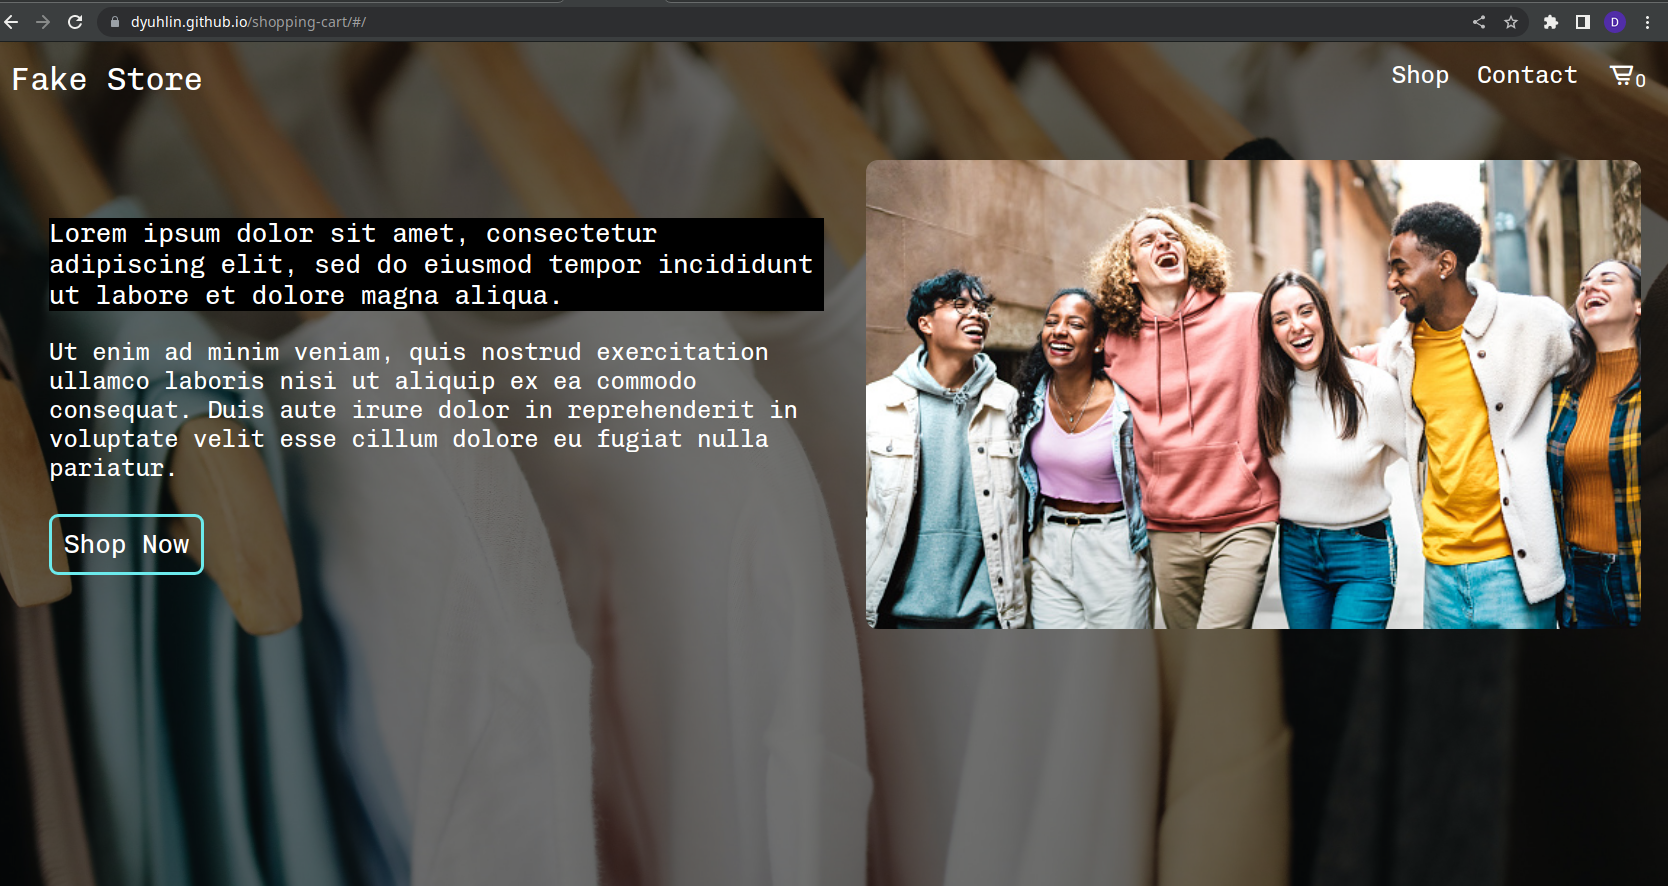 dyuhlin.github.io/shopping-cart/#/
D
Fake Store
Shop
Contact
0
Lorem ipsum dolor sit amet, consectetur
adipiscing elit, sed do eiusmod tempor incididunt
ut labore et dolore magna aliqua.
Ut enim ad minim veniam, quis nostrud exercitation
ullamco laboris nisi ut aliquip ex ea commodo
consequat. Duis aute irure dolor in reprehenderit in
voluptate velit esse cillum dolore eu fugiat nulla
pariatur.
Shop Now